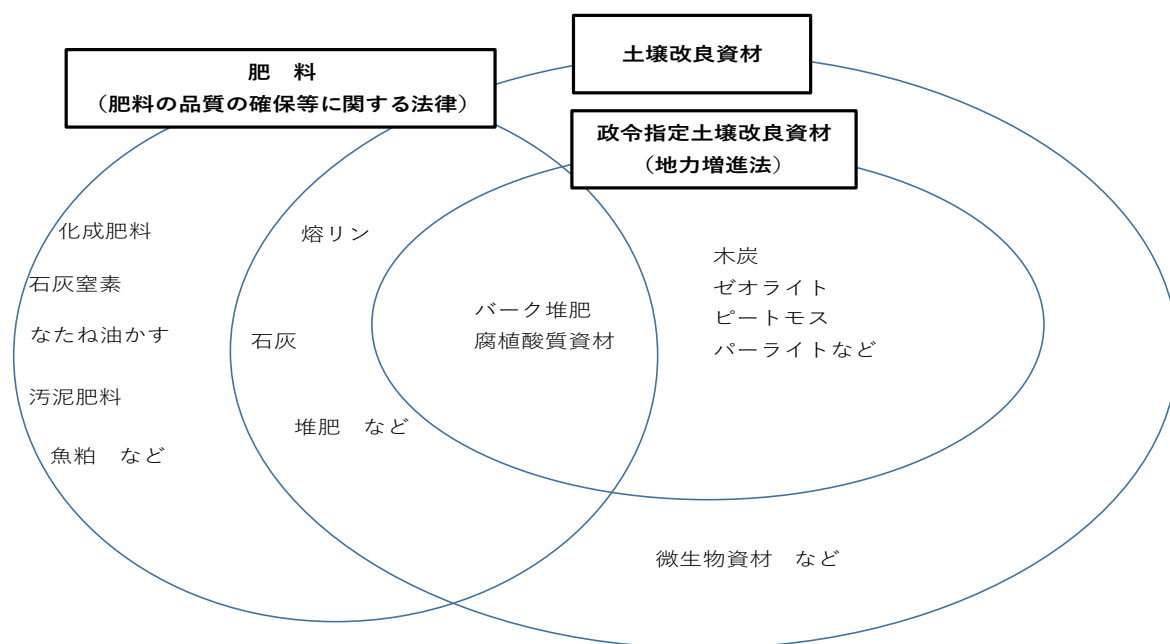 肥　料
（肥料の品質の確保等に関する法律）
土壌改良資材
政令指定土壌改良資材
（地力増進法）
化成肥料
石灰窒素
なたね油かす
汚泥肥料
魚粕　など
熔リン
石灰
堆肥　など
バーク堆肥
腐植酸質資材
木炭
ゼオライト
ピートモス
パーライトなど
微生物資材　など